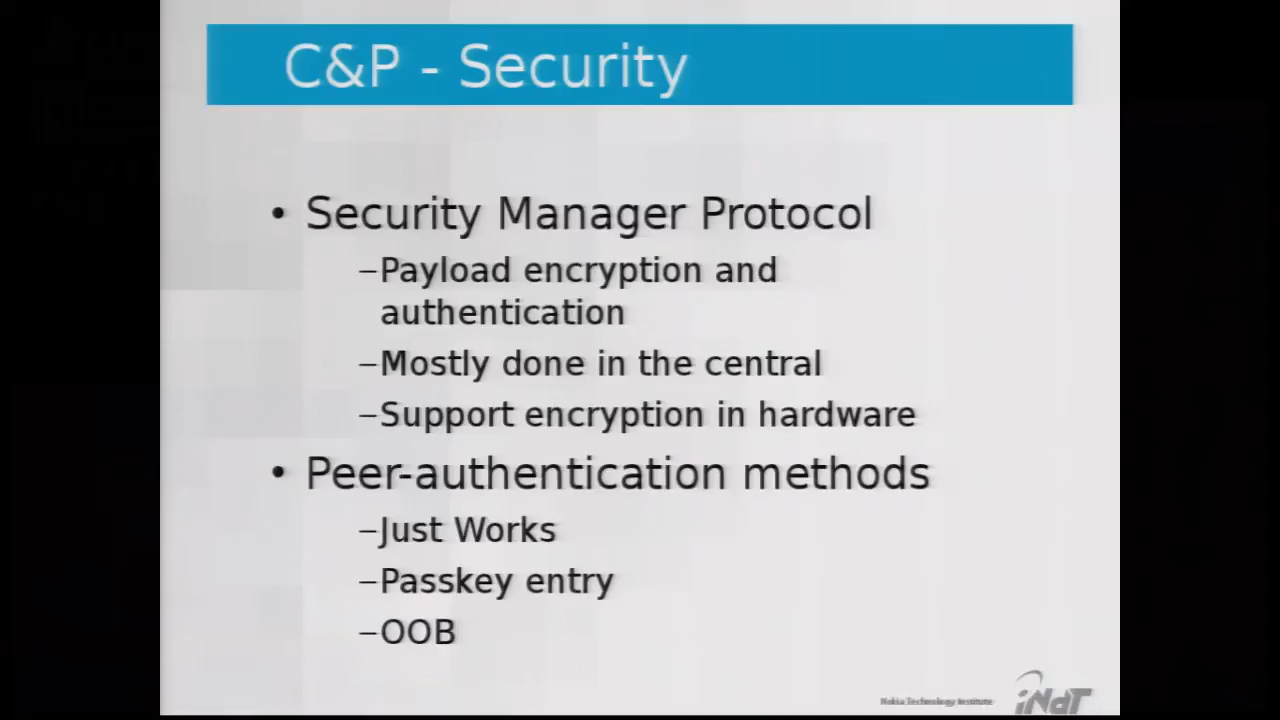 C&P - Security
• Security Manager Protocol
–Payload encryption and
authentication
–Mostly done in the central
–Support encryption in hardware
• Peer-authentication methods
–Just Works
–Passkey entry
–OOB
Nokia Technology Institute
iNdT